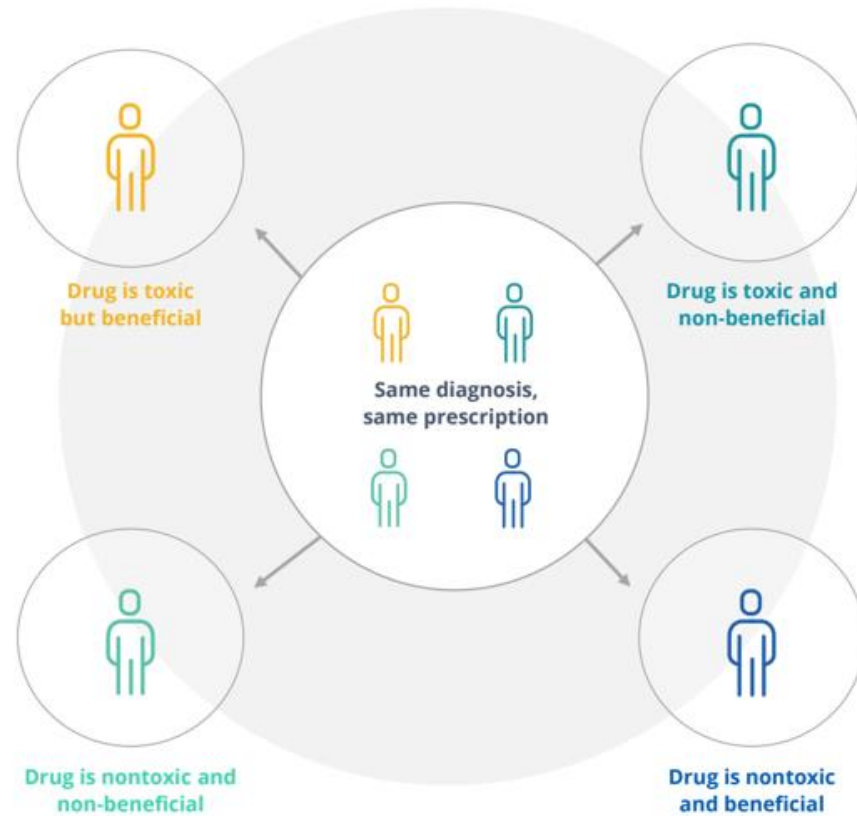 Drug is toxic
but beneficial
Drug is toxic and
non-beneficial
Same diagnosis,
same prescription
Drug is nontoxic and
non-beneficial
Drug is nontoxic
and beneficial